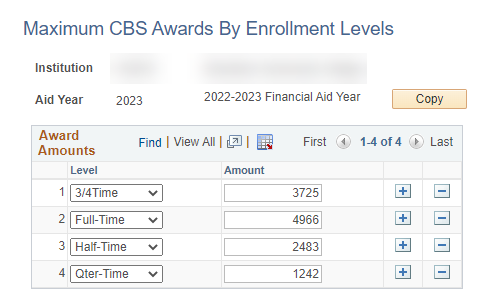 Maximum CBS Awards By Enrollment Levels
Institution
Aid Year 2023 2022-2023 Financial Aid Year Copy
Award Amounts Find | View All | First 1-4 of 4 Last
Level Amount
1 3/4Time 3725
2 Full-Time 4966
3 Half-Time 2483
4 Qter-Time 1242